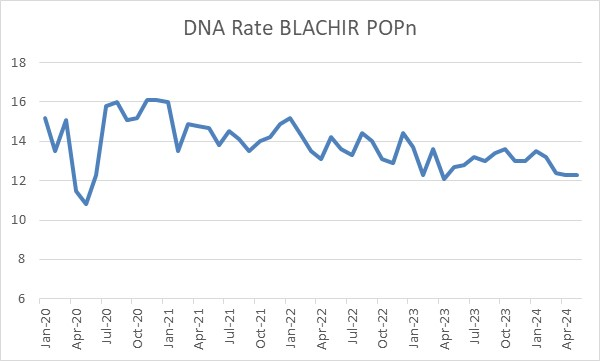 DNA Rate BLACHIR POPn
18
16
14
12
10
8
6
Jan-20
Apr-20
Jul-20
Oct-20
Jan-21
Apr-21
Jul-21
Oct-21
Jan-22
Apr-22
Jul-22
Oct-22
Jan-23
Apr-23
Jul-23
Oct-23
Jan-24
Apr-24